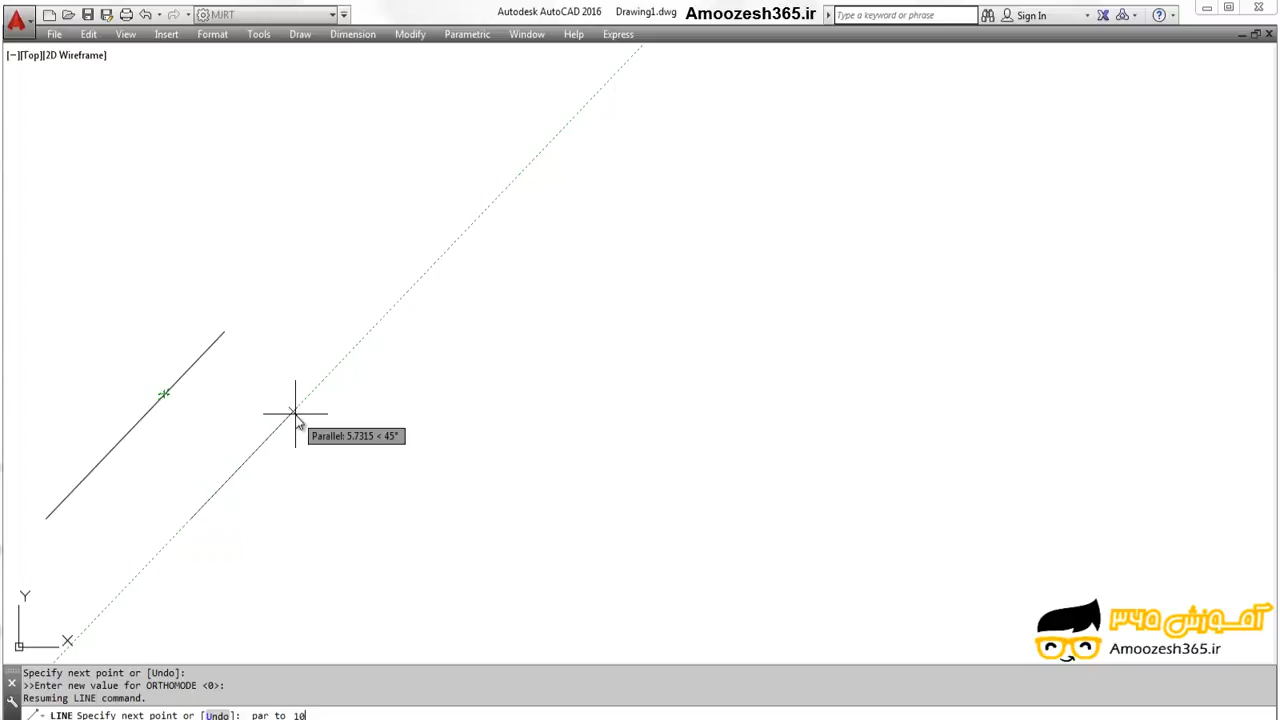 MJRT
Autodesk AutoCAD 2016 Drawing1.dwg Amoozesh365.ir
Type a keyword or phrase
Sign In
File Edit View Insert Format Tools Draw Dimension Modify Parametric Window Help Express
[−][Top][2D Wireframe]
Parallel: 5.7315 < 45°
Y
X
آموزش ۳۶۵
Amoozesh365.ir
Specify next point or [Undo]:
>>Enter new value for ORTHOMODE <0>:
Resuming LINE command.
LINE Specify next point or [Undo]: par to 10